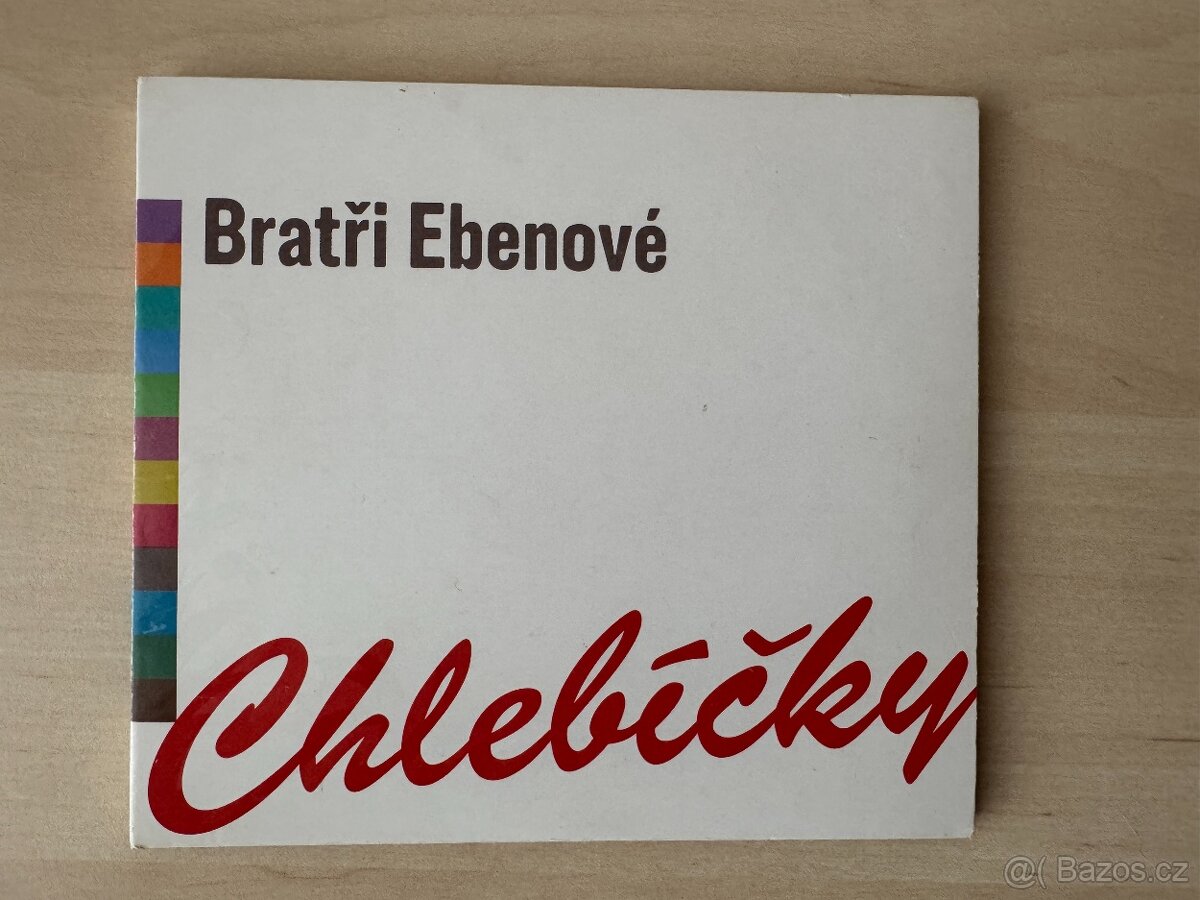 Bratři Ebenové
Chlebíčky
@( Bazos.cz